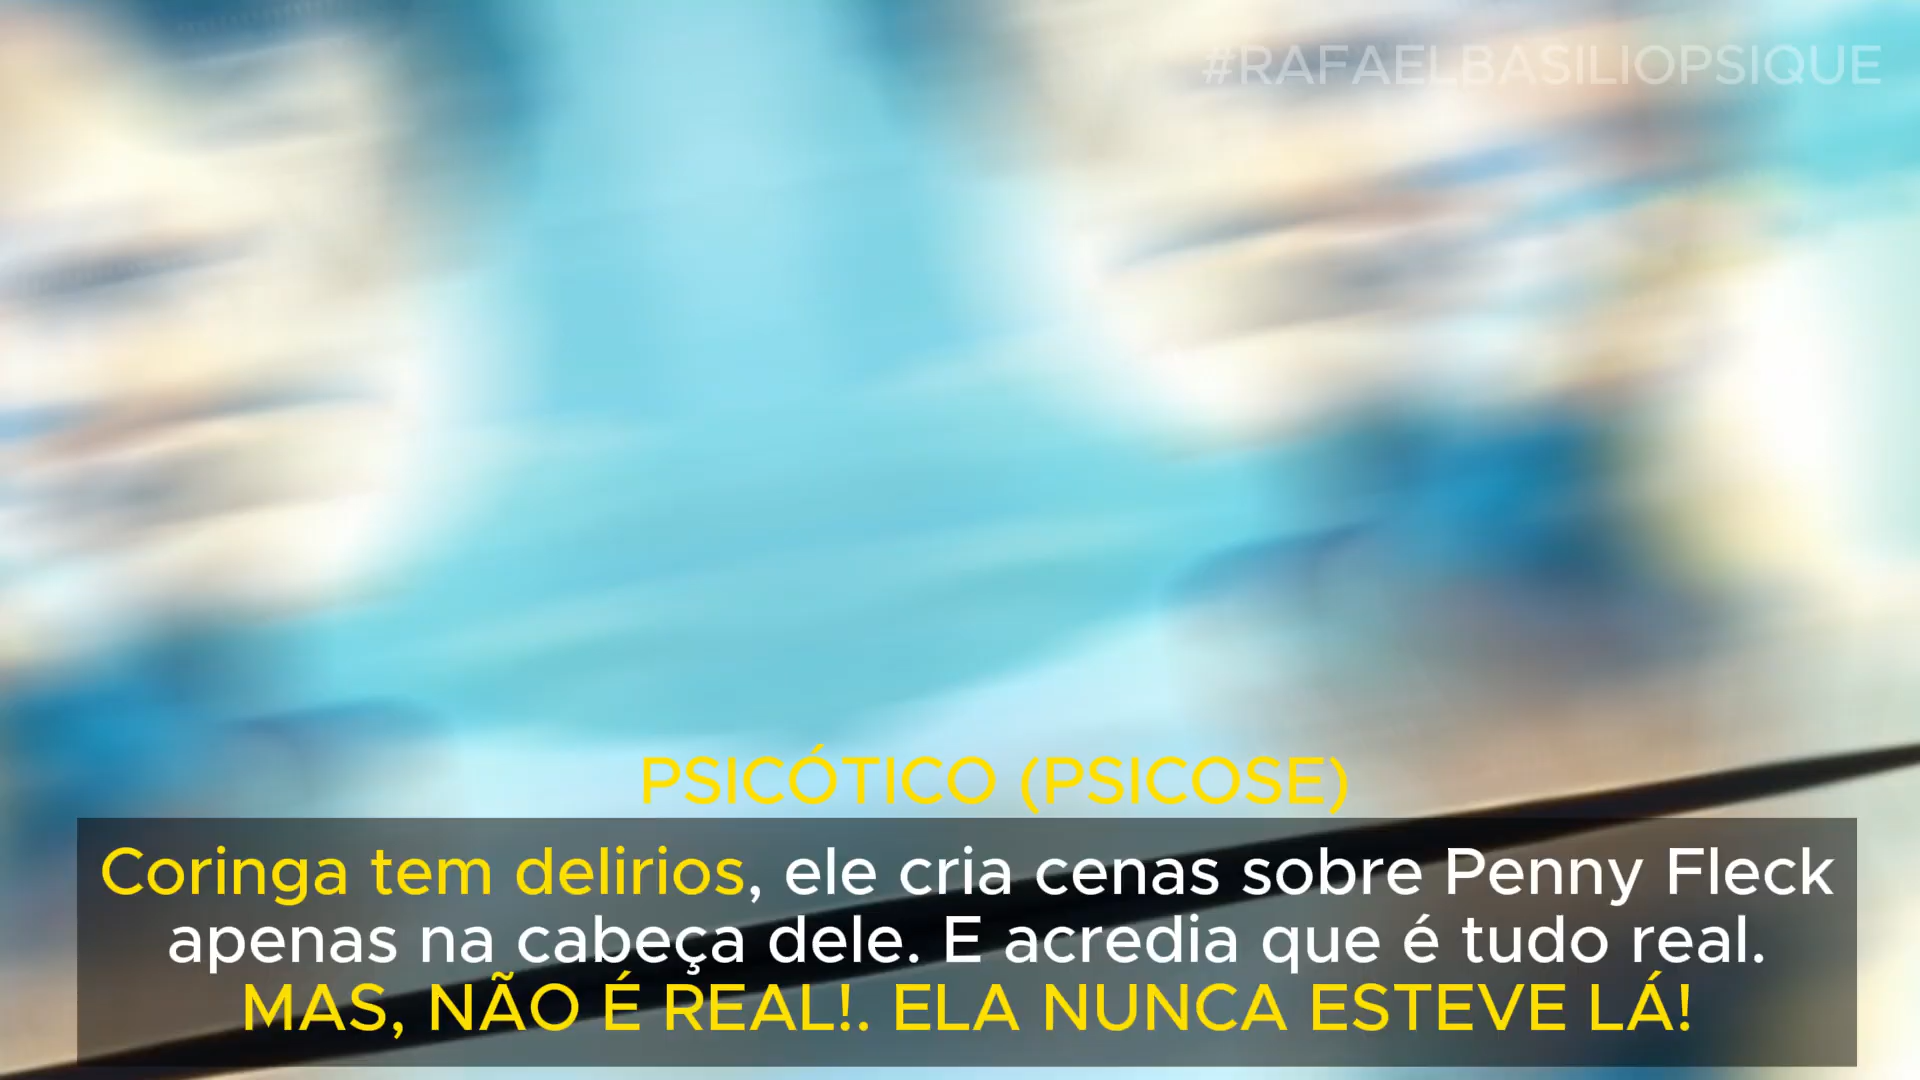 #RAFAELBASILIOPSIQUE
PSICÓTICO (PSICOSE)
Coringa tem delirios, ele cria cenas sobre Penny Fleck
apenas na cabeça dele. E acredia que é tudo real.
MAS, NÃO É REAL!. ELA NUNCA ESTEVE LÁ!